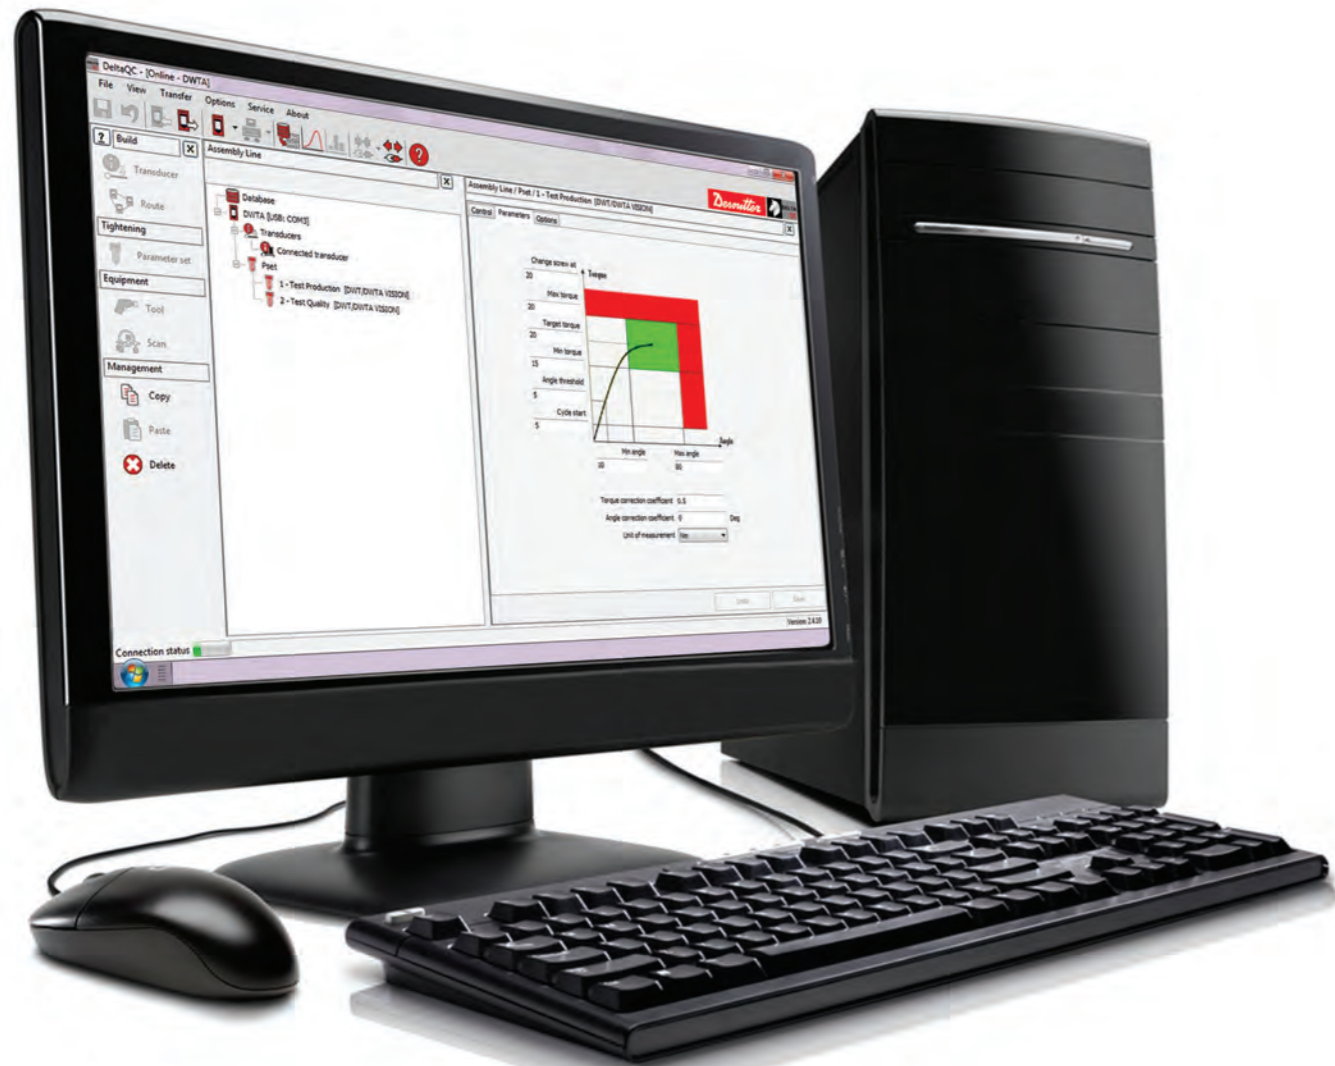 DeltaQC - [Online - DWTA]
File View Transfer Options Service About
? Build X
Transducer
Route
Tightening
Parameter set
Equipment
Tool
Scan
Management
Copy
Paste
Delete
Connection status
Assembly Line
X
Database
DWTA [USB: COM3]
Transducers
Connected transducer
Pset
1 - Test Production [DWT/DWTA VISION]
2 - Test Quality [DWT/DWTA VISION]
?
Assembly Line / Pset / 1 - Test Production [DWT/DWTA VISION]
Desoutter
X
Control Parameters Options
Change screw at
20
Torque
Max torque
20
Target torque
20
Min torque
15
Angle threshold
5
Cycle start
5
Angle
Min angle
10
Max angle
80
Torque correction coefficient 0.5
Angle correction coefficient 0 Deg
Unit of measurement Nm
Undo Save
Version 2.4.10